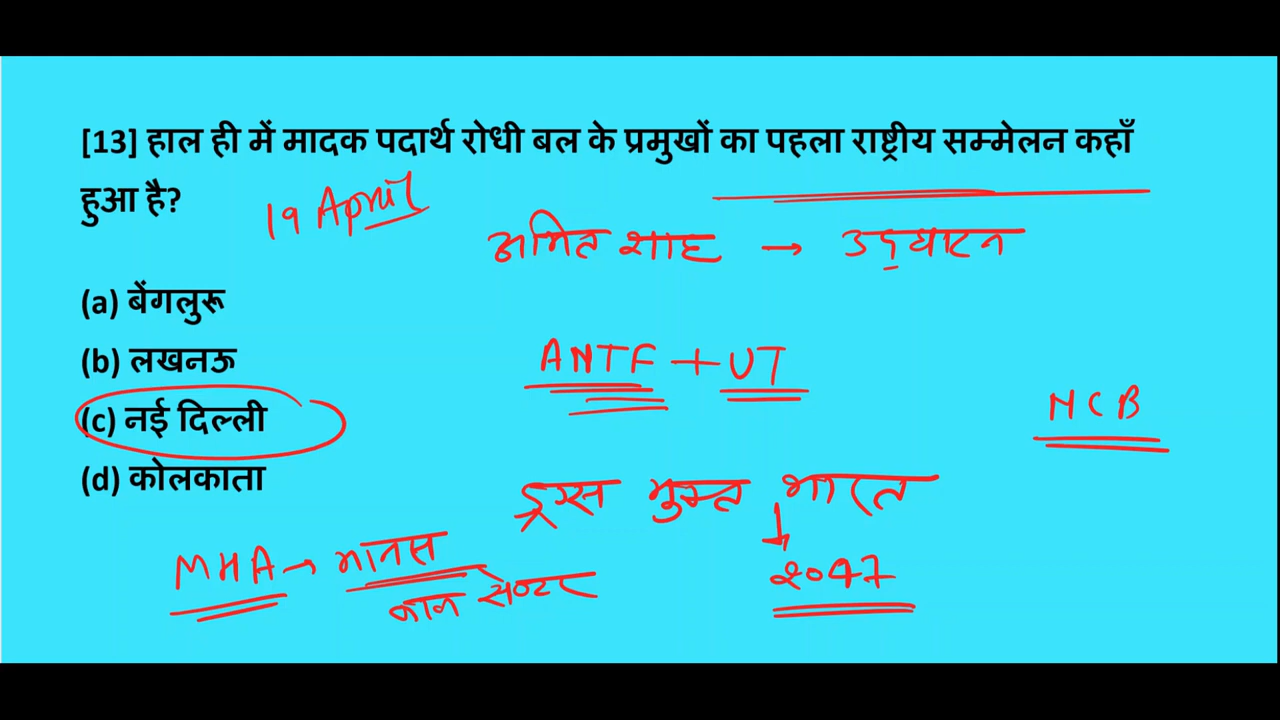 [13] हाल ही में मादक पदार्थ रोधी बल के प्रमुखों का पहला राष्ट्रीय सम्मेलन कहाँ
हुआ है?
19 April
अमित शाह → उद्घाटन
(a) बेंगलुरू
(b) लखनऊ
ANTF + UT
(c) नई दिल्ली
NCB
(d) कोलकाता
ड्रग्स मुक्त भारत
MHA → मानस
2047
काल सेन्टर